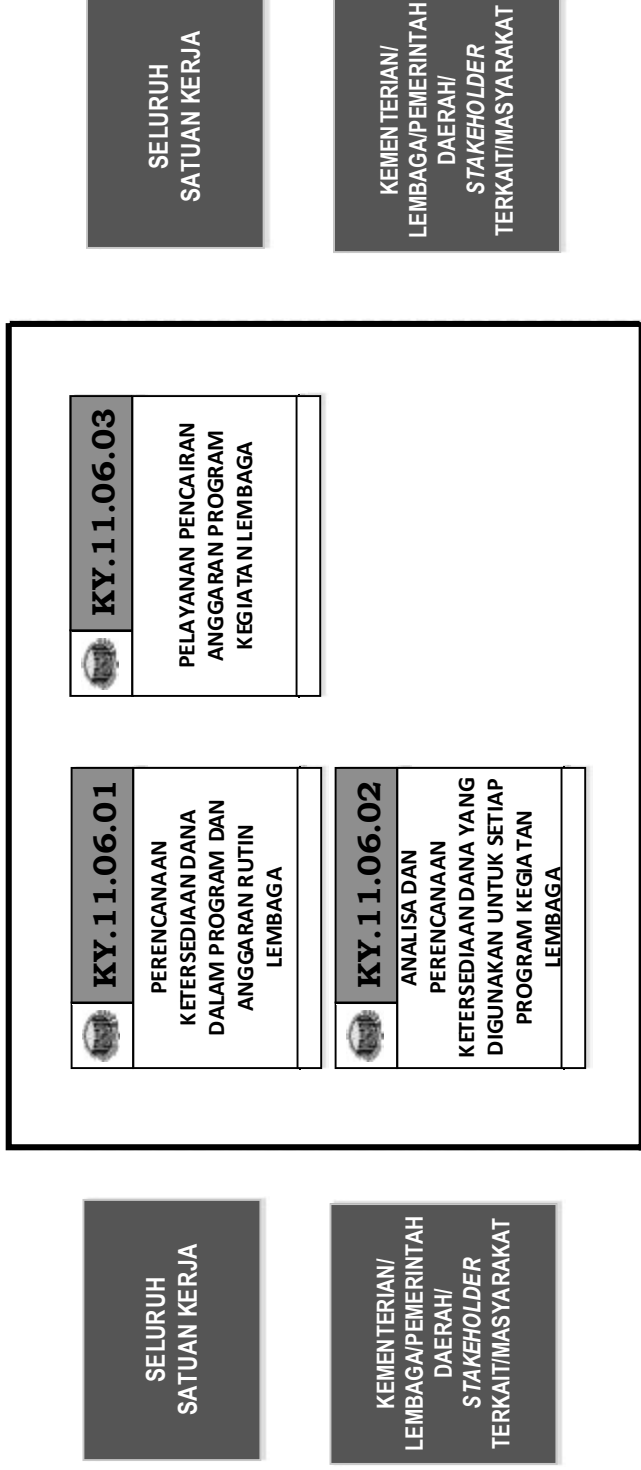 SELURUH
SATUAN KERJA
KEMENTERIAN/
LEMBAGA/PEMERINTAH
DAERAH/
STAKEHOLDER
TERKAIT/MASYARAKAT
KY.11.06.01
PERENCANAAN
KETERSEDIAAN DANA
DALAM PROGRAM DAN
ANGGARAN RUTIN
LEMBAGA
KY.11.06.02
ANALISA DAN
PERENCANAAN
KETERSEDIAAN DANA YANG
DIGUNAKAN UNTUK SETIAP
PROGRAM KEGIATAN
LEMBAGA
KY.11.06.03
PELAYANAN PENCAIRAN
ANGGARAN PROGRAM
KEGIATAN LEMBAGA
SELURUH
SATUAN KERJA
KEMENTERIAN/
LEMBAGA/PEMERINTAH
DAERAH/
STAKEHOLDER
TERKAIT/MASYARAKAT